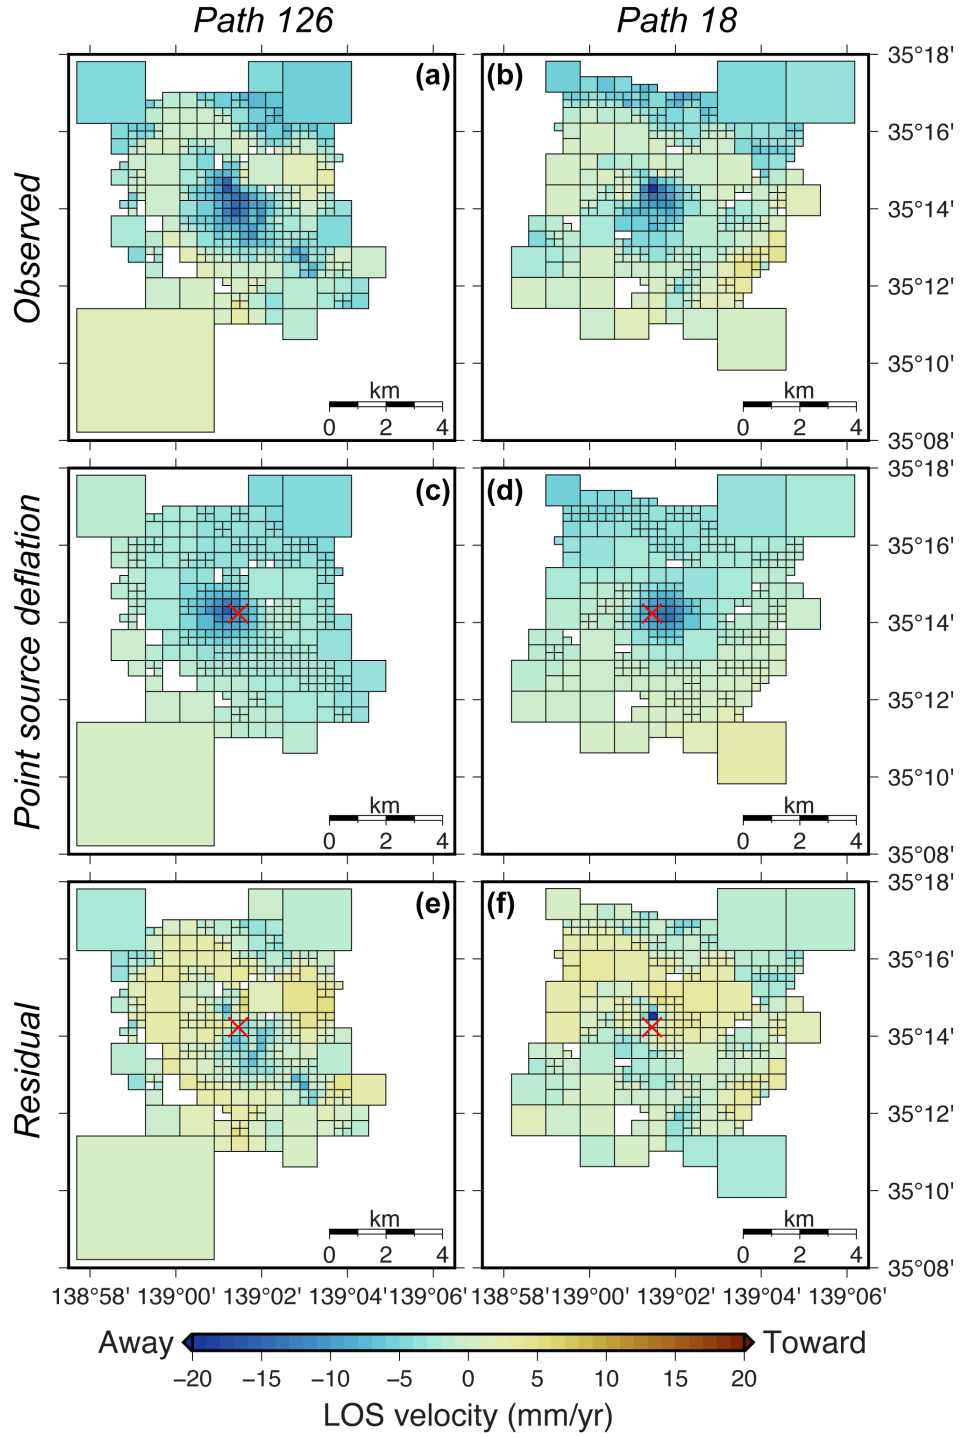 Path 126 Path 18
Observed
(a) (b)
35°18'
35°16'
35°14'
35°12'
35°10'
35°08'
km km
0 2 4 0 2 4
Point source deflation
(c) (d)
35°18'
35°16'
35°14'
35°12'
35°10'
35°08'
km km
0 2 4 0 2 4
Residual
(e) (f)
35°18'
35°16'
35°14'
35°12'
35°10'
35°08'
km km
0 2 4 0 2 4
138°58' 139°00' 139°02' 139°04' 139°06' 138°58' 139°00' 139°02' 139°04' 139°06'
Away Toward
−20 −15 −10 −5 0 5 10 15 20
LOS velocity (mm/yr)